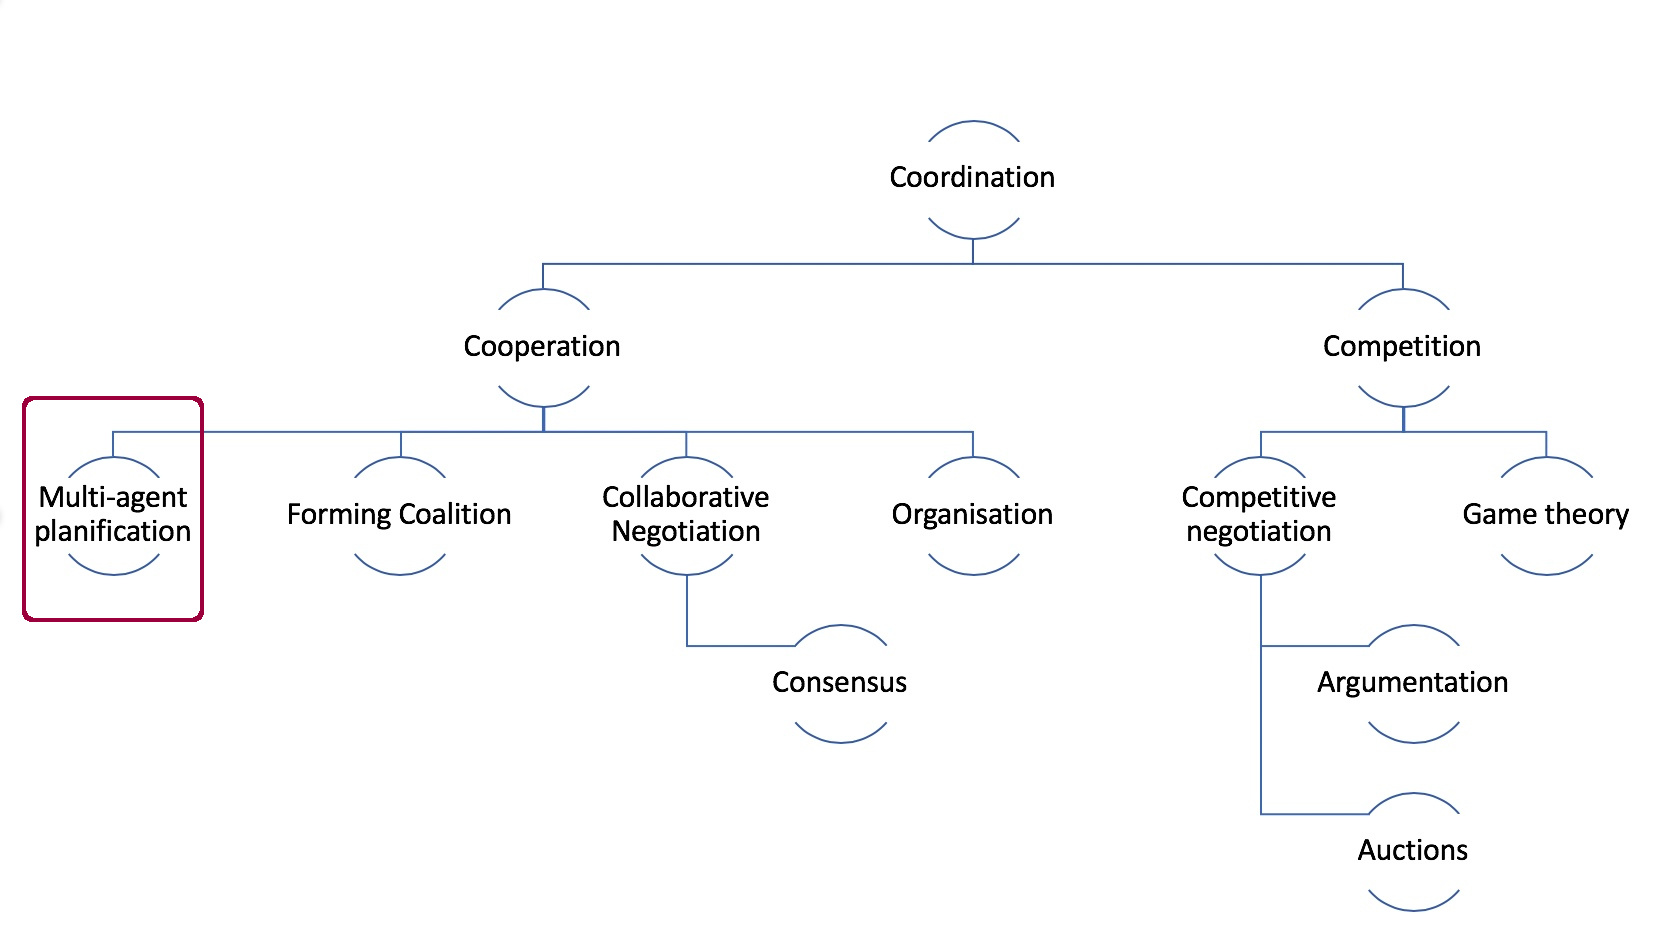 Coordination
Cooperation
Competition
Multi-agent
planification
Forming Coalition
Collaborative
Negotiation
Organisation
Competitive
negotiation
Game theory
Consensus
Argumentation
Auctions